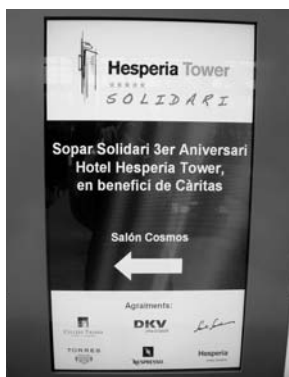 Hesperia Tower
SOLIDARI
Sopar Solidari 3er Aniversari
Hotel Hesperia Tower,
en benefici de Càritas
Salón Cosmos
Agraïments:
DKV
TORRES
NESPRESSO
Hesperia